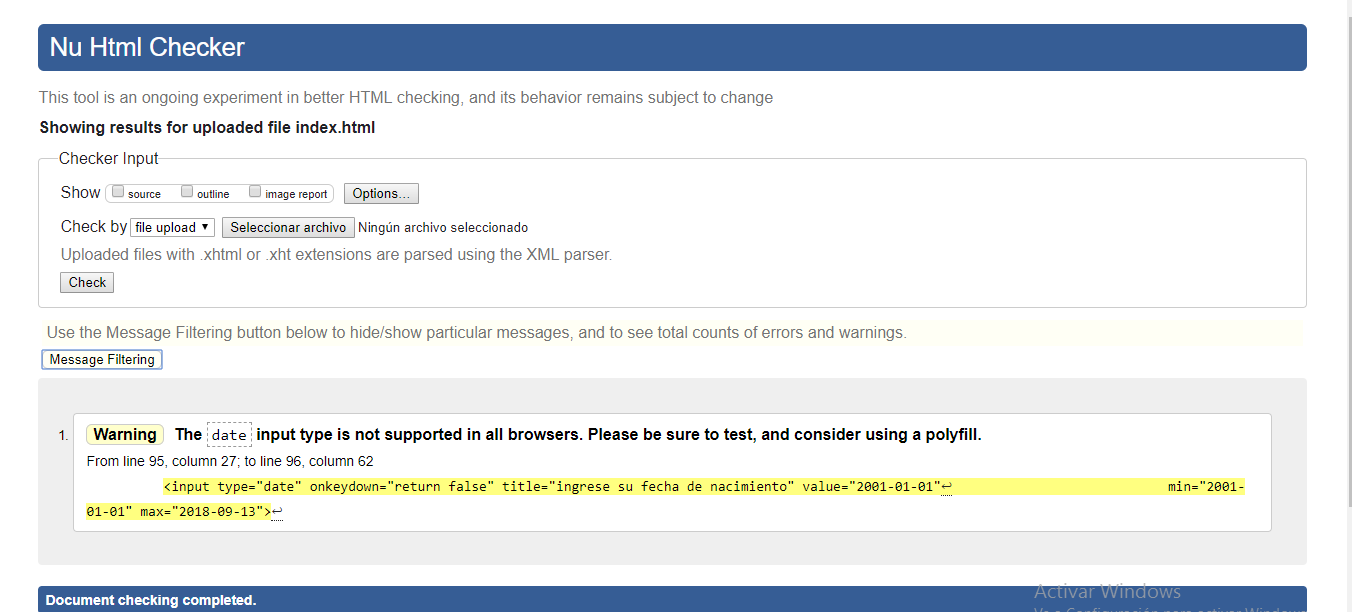 Nu Html Checker
This tool is an ongoing experiment in better HTML checking, and its behavior remains subject to change
Showing results for uploaded file index.html
Checker Input
Show source outline image report Options...
Check by file upload ▼ Seleccionar archivo Ningún archivo seleccionado
Uploaded files with .xhtml or .xht extensions are parsed using the XML parser.
Check
Use the Message Filtering button below to hide/show particular messages, and to see total counts of errors and warnings.
Message Filtering
1. Warning The date input type is not supported in all browsers. Please be sure to test, and consider using a polyfill.
From line 95, column 27; to line 96, column 62
<input type="date" onkeydown="return false" title="ingrese su fecha de nacimiento" value="2001-01-01"↩ min="2001-
01-01" max="2018-09-13">↩
Activar Windows
Document checking completed.